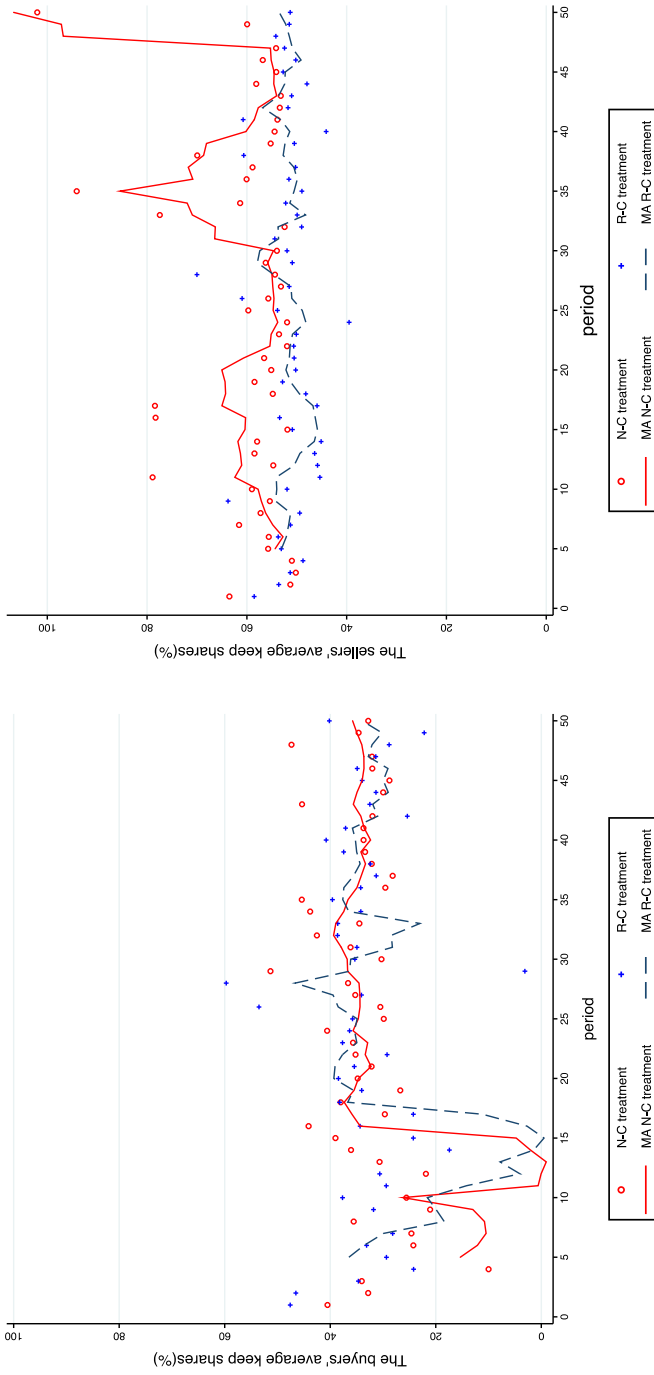 The buyers' average keep shares(%)
100
80
60
40
20
0
0
5
10
15
20
25
30
35
40
45
50
period
N-C treatment
R-C treatment
MA N-C treatment
MA R-C treatment
The sellers' average keep shares(%)
100
80
60
40
20
0
0
5
10
15
20
25
30
35
40
45
50
period
N-C treatment
R-C treatment
MA N-C treatment
MA R-C treatment